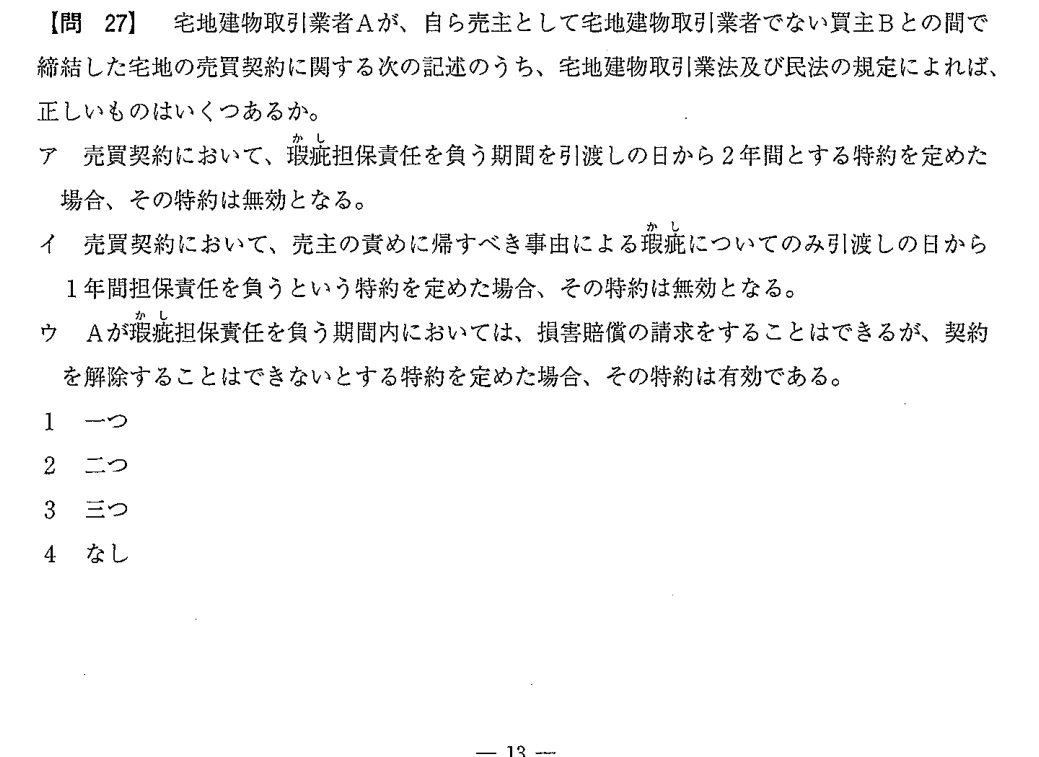 【問 27】 宅地建物取引業者Aが、自ら売主として宅地建物取引業者でない買主Bとの間で
締結した宅地の売買契約に関する次の記述のうち、宅地建物取引業法及び民法の規定によれば、
正しいものはいくつあるか。
ア 売買契約において、瑕疵担保責任を負う期間を引渡しの日から2年間とする特約を定めた
場合、その特約は無効となる。
イ 売買契約において、売主の責めに帰すべき事由による瑕疵についてのみ引渡しの日から
1年間担保責任を負うという特約を定めた場合、その特約は無効となる。
ウ Aが瑕疵担保責任を負う期間内においては、損害賠償の請求をすることはできるが、契約
を解除することはできないとする特約を定めた場合、その特約は有効である。
1 一つ
2 二つ
3 三つ
4 なし
— 13 —